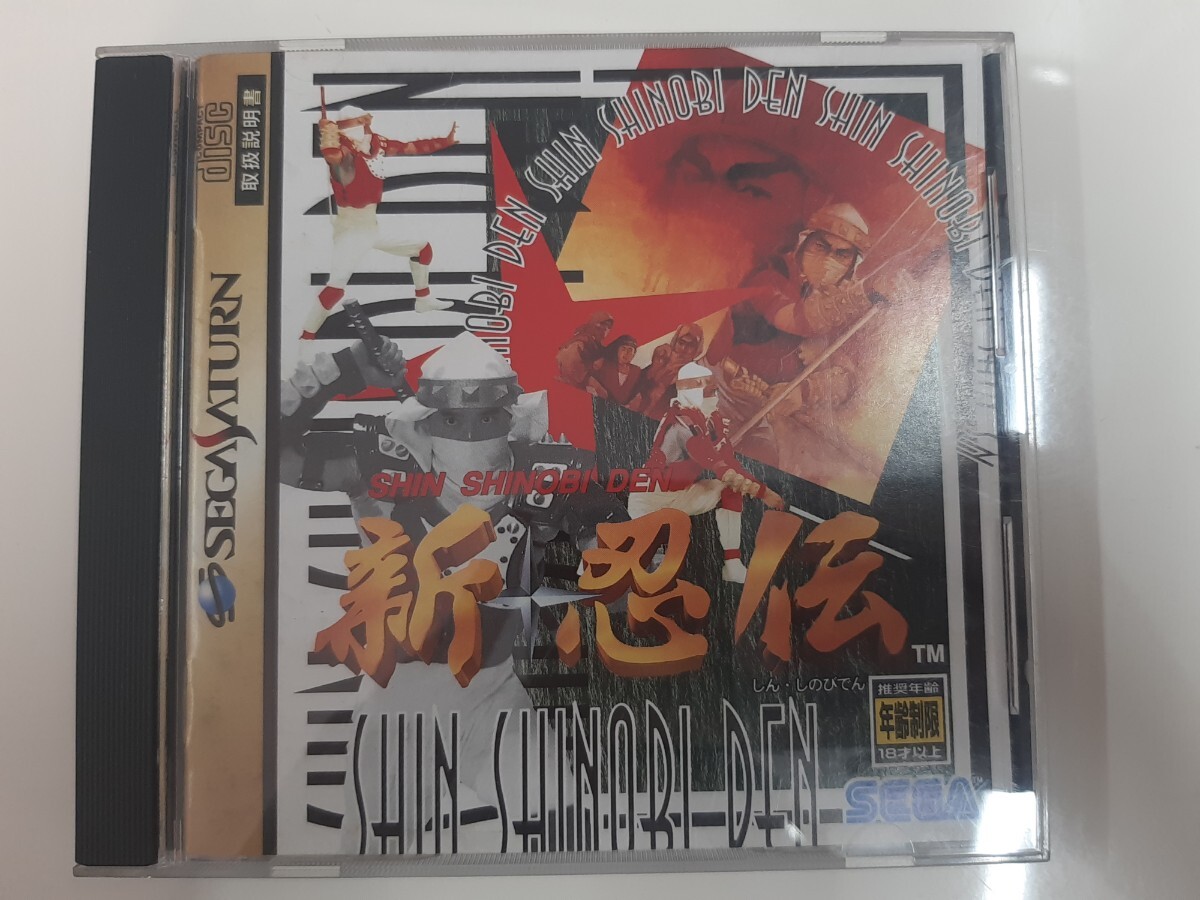 COMPACT
disc
取扱説明書
SEGA SATURN
SHINOBI DEN SHIN SHINOBI DEN SHIN SHINOBI DEN
SHIN SHINOBI DEN
新忍伝
TM
しん・しのびでん
推奨年齢
年齢制限
18才以上
SHIN SHINOBI DEN
SEGA